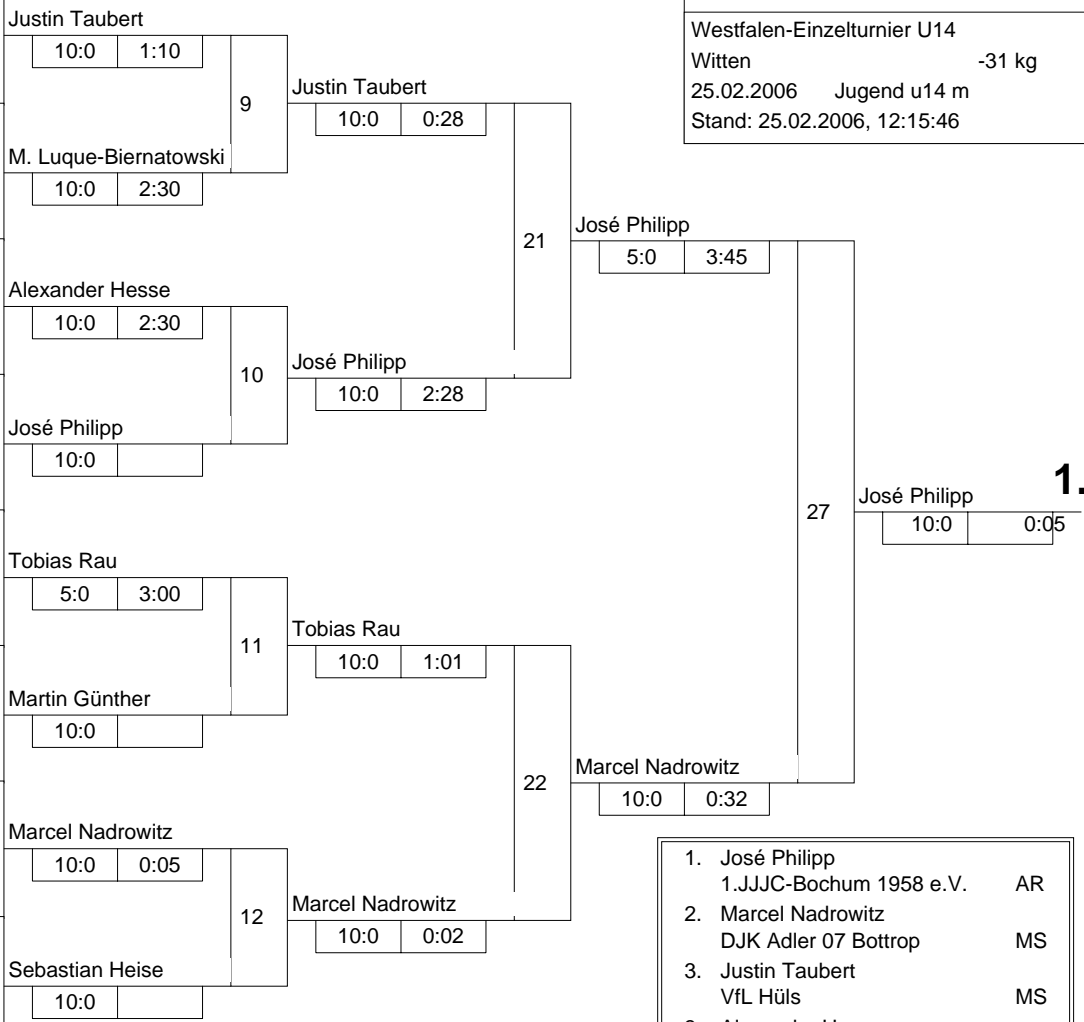 Justin Taubert
10:0 1:10
9
M. Luque-Biernatowski
10:0 2:30
Alexander Hesse
10:0 2:30
10
José Philipp
10:0
Tobias Rau
5:0 3:00
11
Martin Günther
10:0
Marcel Nadrowitz
10:0 0:05
12
Sebastian Heise
10:0
Justin Taubert
10:0 0:28
21
José Philipp
10:0 2:28
Tobias Rau
10:0 1:01
22
Marcel Nadrowitz
10:0 0:02
José Philipp
5:0 3:45
27
Marcel Nadrowitz
10:0 0:32
José Philipp 1.
10:0 0:05
Westfalen-Einzelturnier U14
Witten -31 kg
25.02.2006 Jugend u14 m
Stand: 25.02.2006, 12:15:46
1. José Philipp
1.JJJC-Bochum 1958 e.V. AR
2. Marcel Nadrowitz
DJK Adler 07 Bottrop MS
3. Justin Taubert
VfL Hüls MS